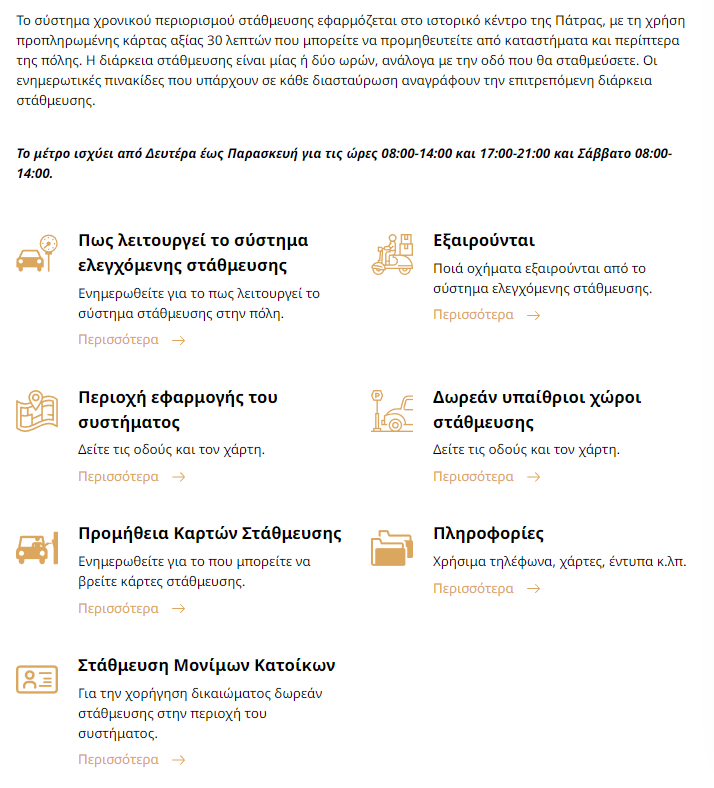 Το σύστημα χρονικού περιορισμού στάθμευσης εφαρμόζεται στο ιστορικό κέντρο της Πάτρας, με τη χρήση
προπληρωμένης κάρτας αξίας 30 λεπτών που μπορείτε να προμηθευτείτε από καταστήματα και περίπτερα
της πόλης. Η διάρκεια στάθμευσης είναι μίας ή δύο ωρών, ανάλογα με την οδό που θα σταθμεύσετε. Οι
ενημερωτικές πινακίδες που υπάρχουν σε κάθε διασταύρωση αναγράφουν την επιτρεπόμενη διάρκεια
στάθμευσης.
Το μέτρο ισχύει από Δευτέρα έως Παρασκευή για τις ώρες 08:00-14:00 και 17:00-21:00 και Σάββατο 08:00-
14:00.
Πως λειτουργεί το σύστημα
ελεγχόμενης στάθμευσης
Ενημερωθείτε για το πως λειτουργεί το
σύστημα στάθμευσης στην πόλη.
Περισσότερα
Εξαιρούνται
Ποιά οχήματα εξαιρούνται από το
σύστημα ελεγχόμενης στάθμευσης.
Περισσότερα
Περιοχή εφαρμογής του
συστήματος
Δείτε τις οδούς και τον χάρτη.
Περισσότερα
P
Δωρεάν υπαίθριοι χώροι
στάθμευσης
Δείτε τις οδούς και τον χάρτη.
Περισσότερα
Προμήθεια Καρτών Στάθμευσης
Ενημερωθείτε για το που μπορείτε να
βρείτε κάρτες στάθμευσης.
Περισσότερα
Πληροφορίες
Χρήσιμα τηλέφωνα, χάρτες, έντυπα κ.λπ.
Περισσότερα
Στάθμευση Μονίμων Κατοίκων
Για την χορήγηση δικαιώματος δωρεάν
στάθμευσης στην περιοχή του
συστήματος.
Περισσότερα